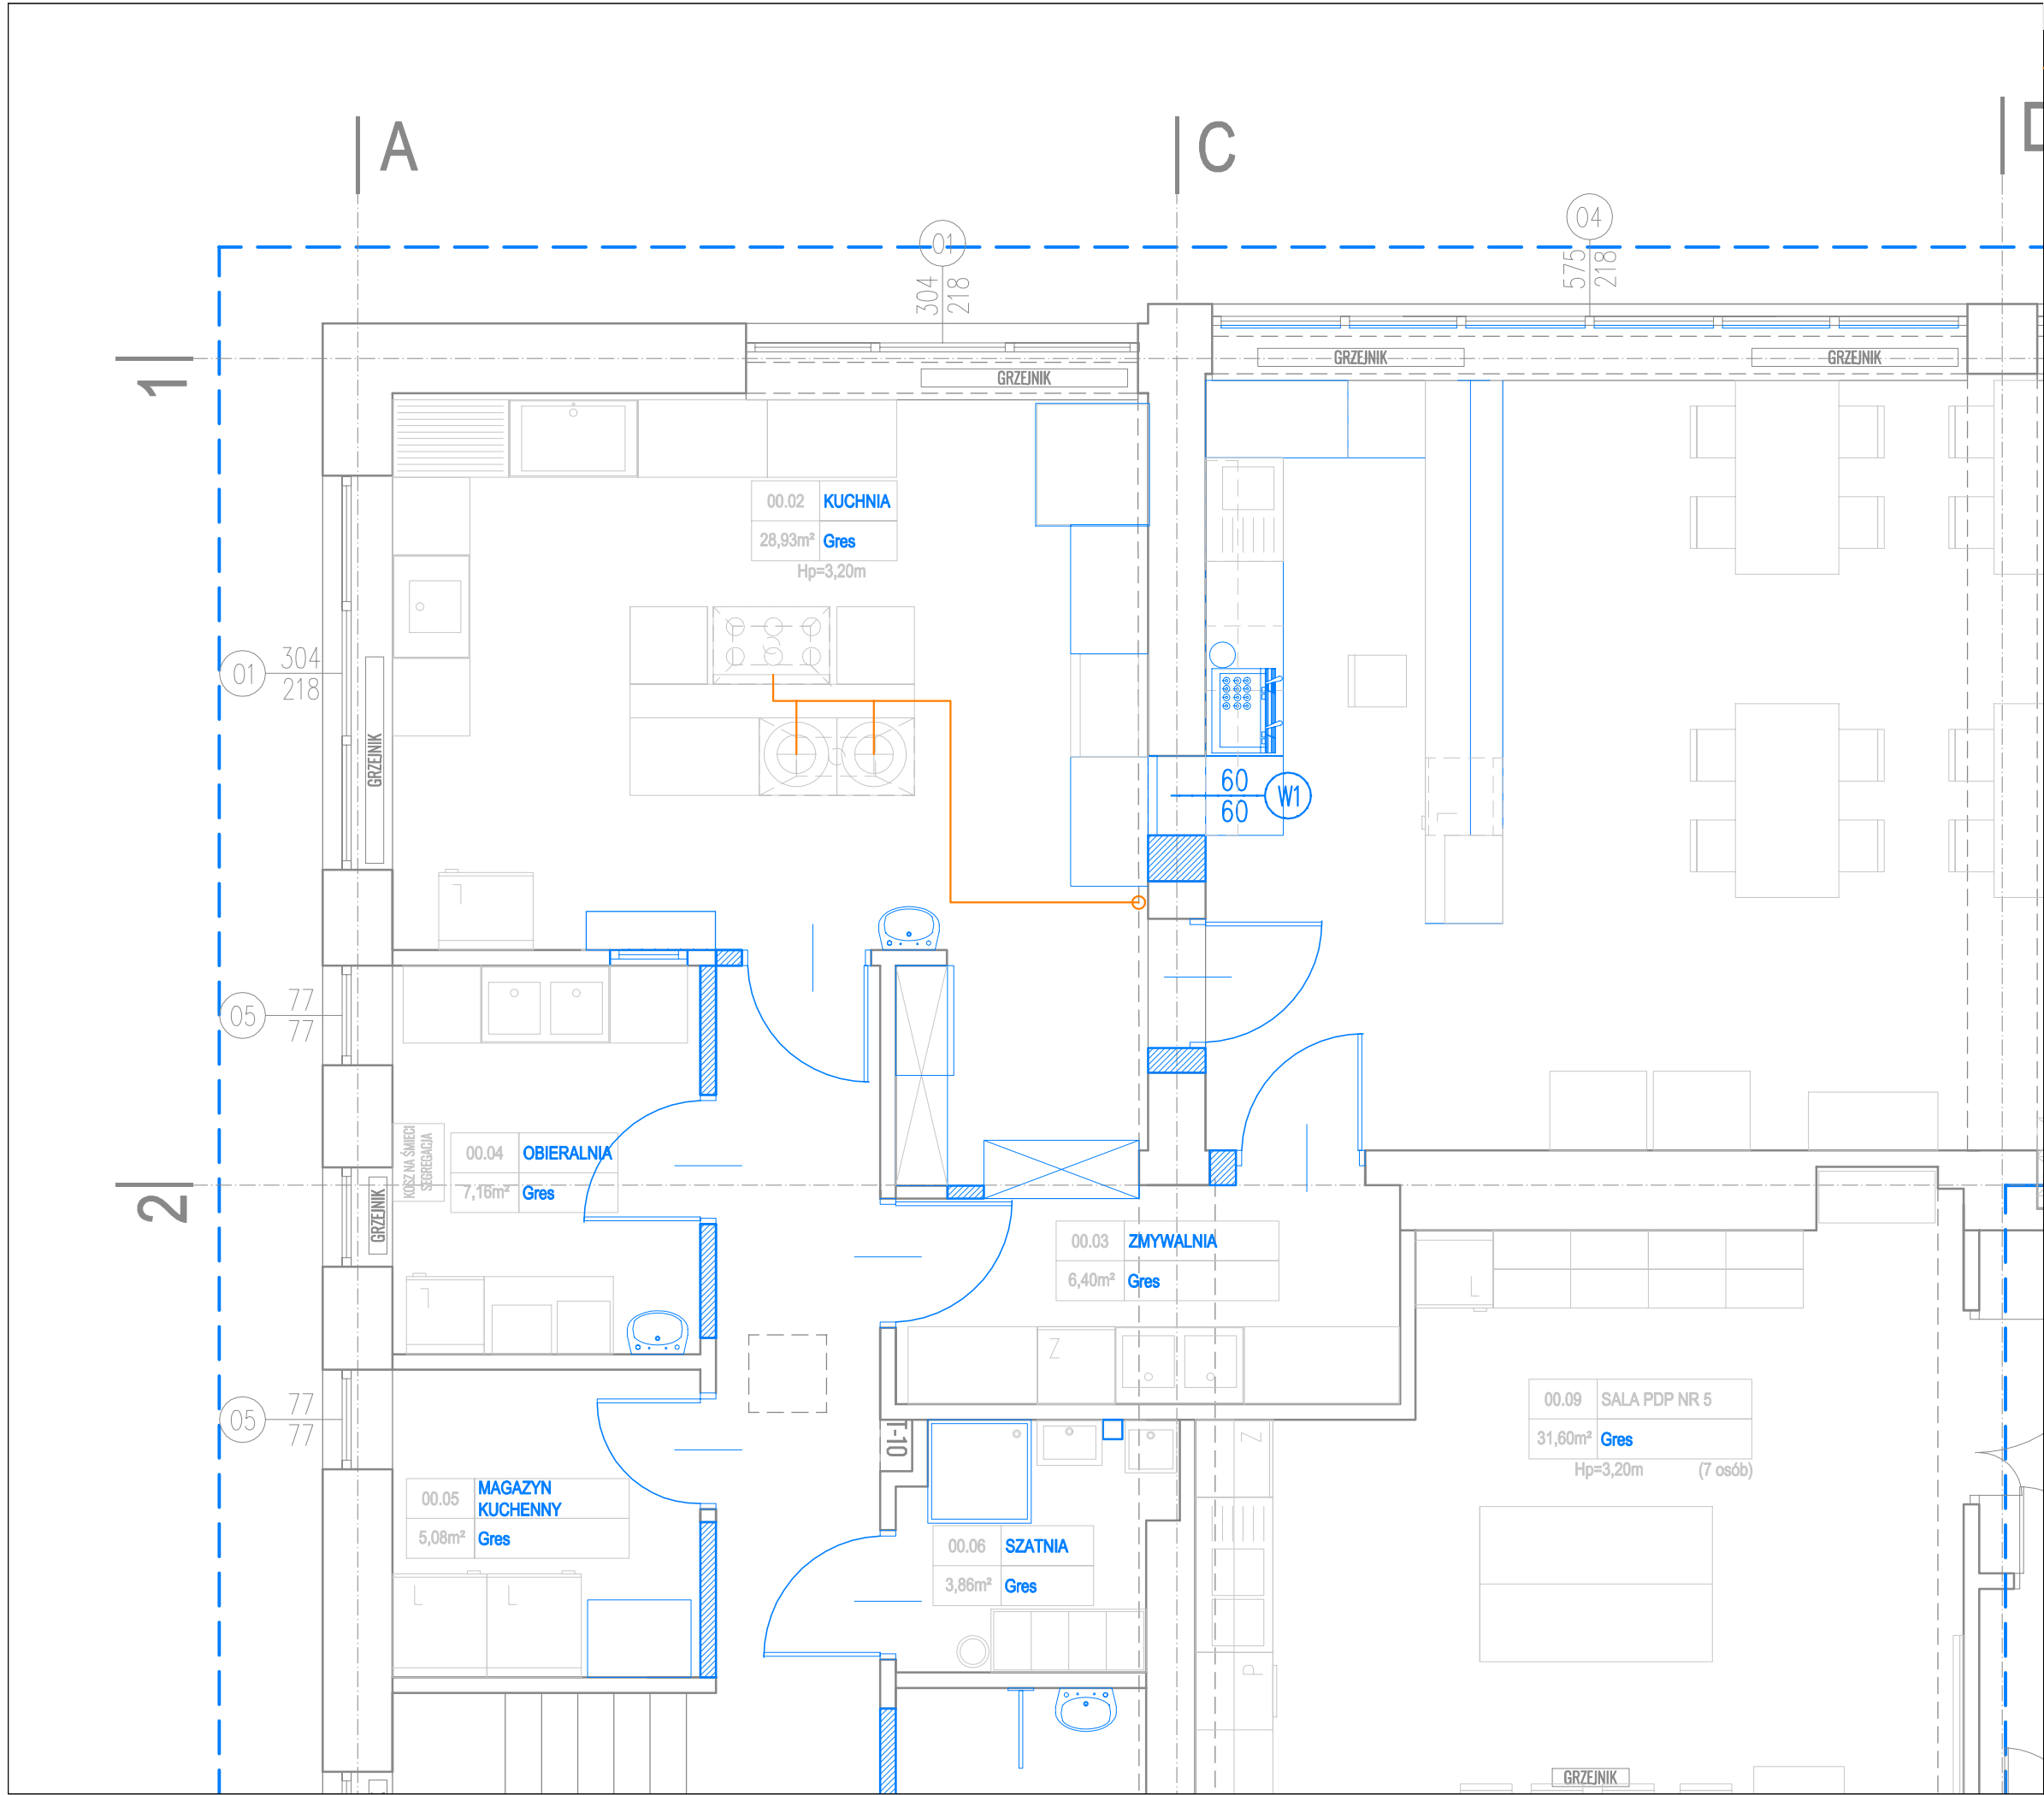 A
C
D
01
304
218
04
575
218
1
GRZEJNIK
GRZEJNIK
GRZEJNIK
00.02 KUCHNIA
28,93m² Gres
Hp=3,20m
01
304
218
GRZEJNIK
60
60
W1
05
77
77
KOSZ NA ŚMIECI
SEGREGACJA
00.04 OBIERALNIA
7,16m² Gres
2
GRZEJNIK
00.03 ZMYWALNIA
6,40m² Gres
Z
05
77
77
T-10
Z
00.09 SALA PDP NR 5
31,60m² Gres
Hp=3,20m (7 osób)
00.05 MAGAZYN
KUCHENNY
5,08m² Gres
00.06 SZATNIA
3,86m² Gres
P
GRZEJNIK